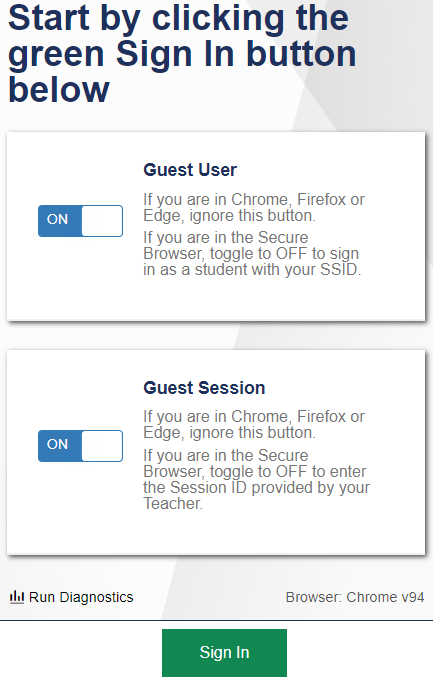 Start by clicking the
green Sign In button
below
Guest User
ON
If you are in Chrome, Firefox or
Edge, ignore this button.
If you are in the Secure
Browser, toggle to OFF to sign
in as a student with your SSID.
Guest Session
ON
If you are in Chrome, Firefox or
Edge, ignore this button.
If you are in the Secure
Browser, toggle to OFF to enter
the Session ID provided by your
Teacher.
Run Diagnostics
Browser: Chrome v94
Sign In